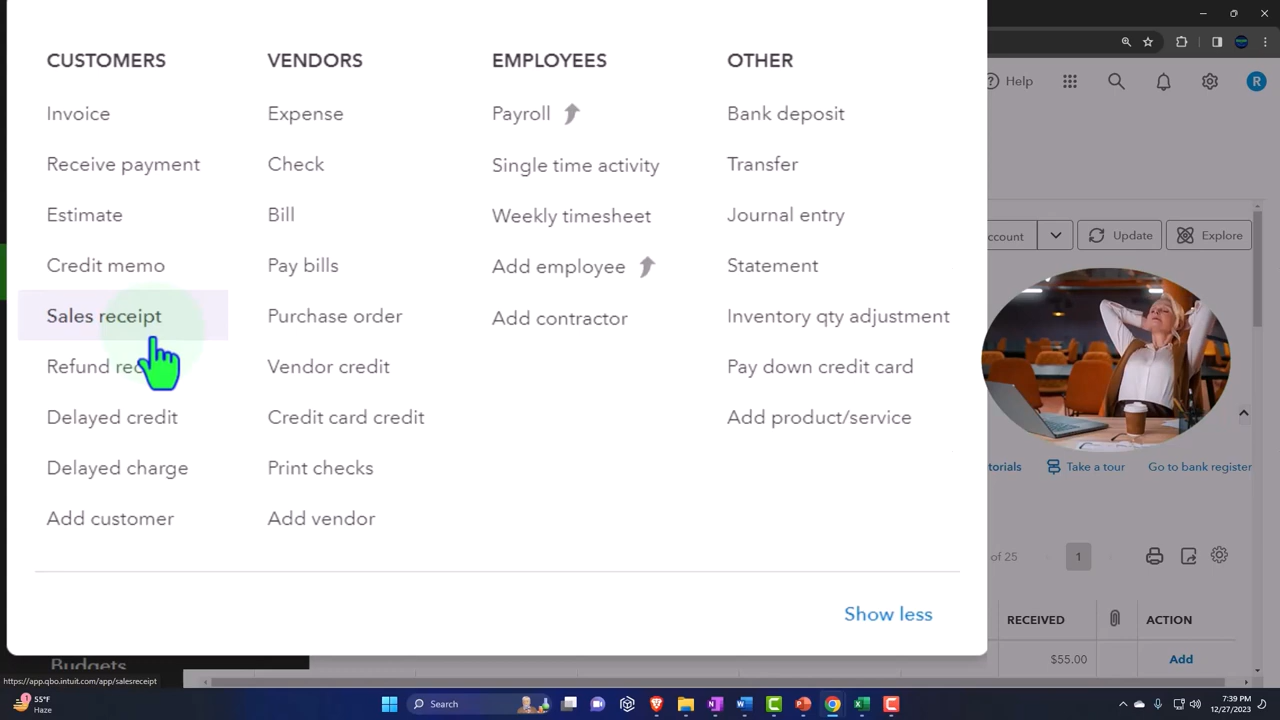 CUSTOMERS
Invoice
Receive payment
Estimate
Credit memo
Sales receipt
Refund
Delayed credit
Delayed charge
Add customer
VENDORS
Expense
Check
Bill
Pay bills
Purchase order
Vendor credit
Credit card credit
Print checks
Add vendor
EMPLOYEES
Payroll
Single time activity
Weekly timesheet
Add employee
Add contractor
OTHER
Bank deposit
Transfer
Journal entry
Statement
Inventory qty adjustment
Pay down credit card
Add product/service
Show less
Help
R
Update
Explore
Take a tour
Go to bank register
of 25
1
RECEIVED
ACTION
$55.00
Add
Budgets
https://app.qbo.intuit.com/app/salesreceipt
55°F
Haze
Search
7:39 PM
12/27/2023